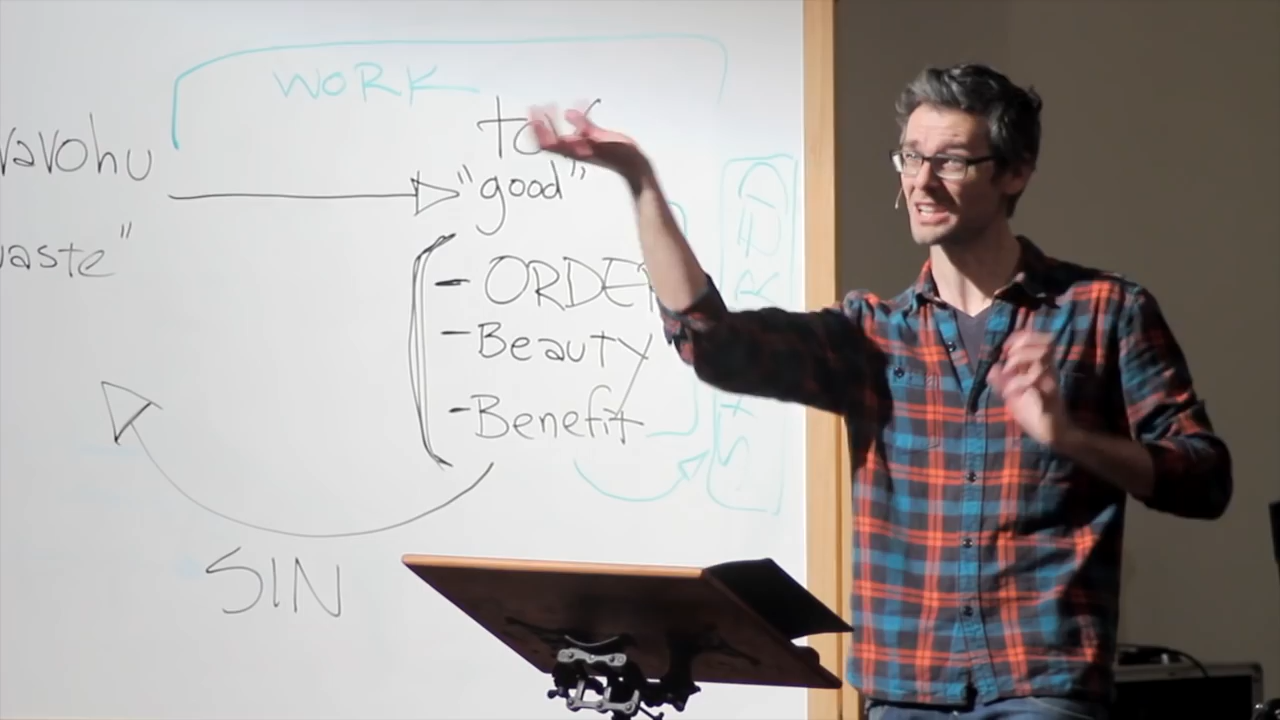 WORK
vavohu
"good"
waste"
- ORDER
- Beauty
- Benefit
SIN